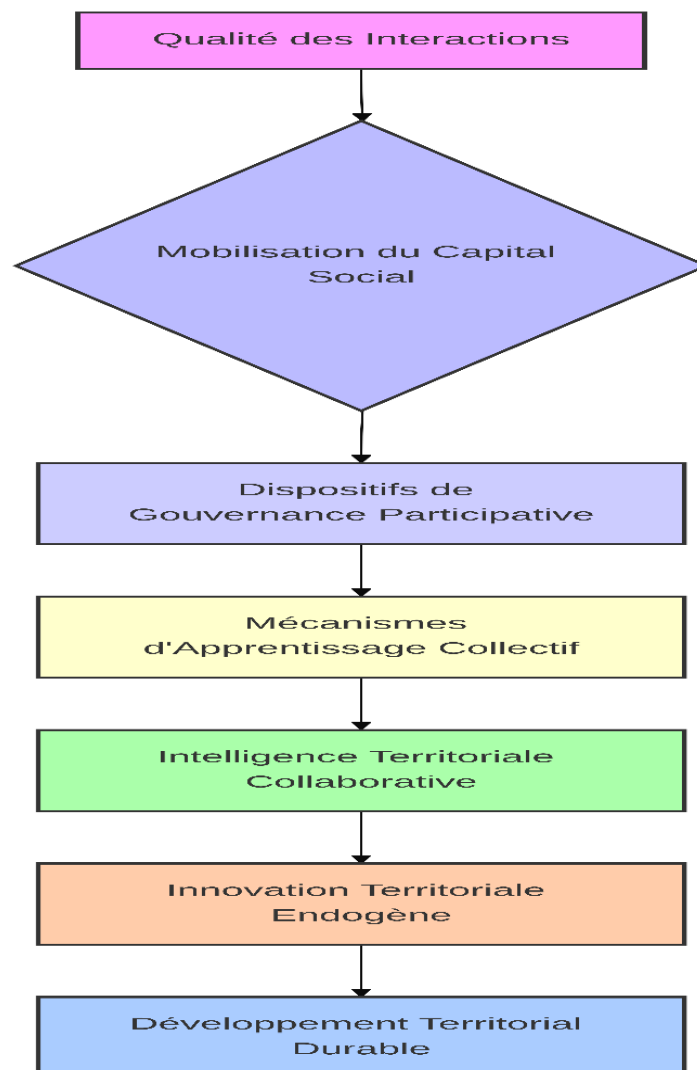 Qualité des Interactions
Mobilisation du Capital
Social
Dispositifs de
Gouvernance Participative
Mécanismes
d'Apprentissage Collectif
Intelligence Territoriale
Collaborative
Innovation Territoriale
Endogène
Développement Territorial
Durable